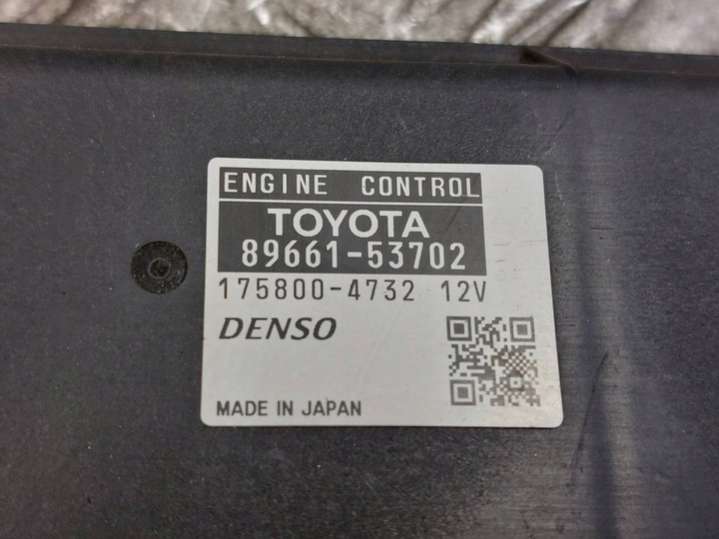 ENGINE CONTROL
TOYOTA
89661-53702
175800-4732 12V
DENSO
MADE IN JAPAN